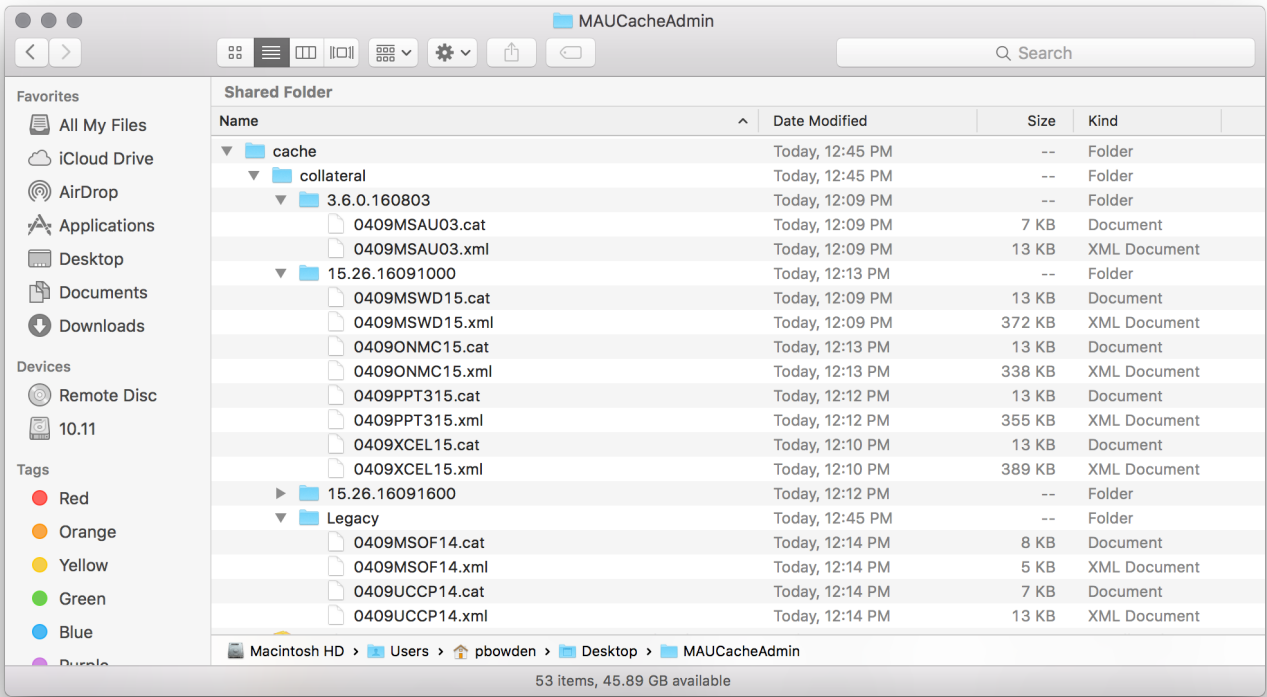 MAUCacheAdmin
Search
Favorites
All My Files
iCloud Drive
AirDrop
Applications
Desktop
Documents
Downloads
Devices
Remote Disc
10.11
Tags
Red
Orange
Yellow
Green
Blue
Purple
Shared Folder
Name Date Modified Size Kind
cache Today, 12:45 PM -- Folder
collateral Today, 12:45 PM -- Folder
3.6.0.160803 Today, 12:09 PM -- Folder
0409MSAU03.cat Today, 12:09 PM 7 KB Document
0409MSAU03.xml Today, 12:09 PM 13 KB XML Document
15.26.16091000 Today, 12:13 PM -- Folder
0409MSWD15.cat Today, 12:09 PM 13 KB Document
0409MSWD15.xml Today, 12:09 PM 372 KB XML Document
0409ONMC15.cat Today, 12:13 PM 13 KB Document
0409ONMC15.xml Today, 12:13 PM 338 KB XML Document
0409PPT315.cat Today, 12:12 PM 13 KB Document
0409PPT315.xml Today, 12:12 PM 355 KB XML Document
0409XCEL15.cat Today, 12:10 PM 13 KB Document
0409XCEL15.xml Today, 12:10 PM 389 KB XML Document
15.26.16091600 Today, 12:12 PM -- Folder
Legacy Today, 12:45 PM -- Folder
0409MSOF14.cat Today, 12:14 PM 8 KB Document
0409MSOF14.xml Today, 12:14 PM 5 KB XML Document
0409UCCP14.cat Today, 12:14 PM 7 KB Document
0409UCCP14.xml Today, 12:14 PM 13 KB XML Document
Macintosh HD › Users › pbowden › Desktop › MAUCacheAdmin
53 items, 45.89 GB available